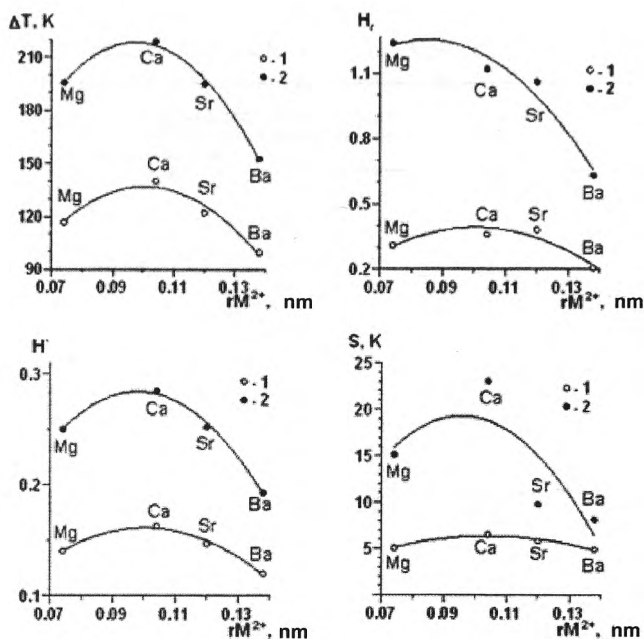 ΔT, K
210
180
150
120
90
0.07 0.09 0.11 0.13
rM²⁺, nm
Mg
Ca
Sr
Ba
Mg
Ca
Sr
Ba
○ - 1
● - 2
Hᵣ
1.1
0.8
0.5
0.2
0.07 0.09 0.11 0.13
rM²⁺, nm
Mg
Ca
Sr
Ba
Mg
Ca
Sr
Ba
○ - 1
● - 2
H'
0.3
0.2
0.1
0.07 0.09 0.11 0.13
rM²⁺, nm
Mg
Ca
Sr
Ba
Mg
Ca
Sr
Ba
○ - 1
● - 2
S, K
25
20
15
10
5
0.07 0.09 0.11 0.13
rM²⁺, nm
Mg
Ca
Sr
Ba
Mg
Ca
Sr
Ba
○ - 1
● - 2